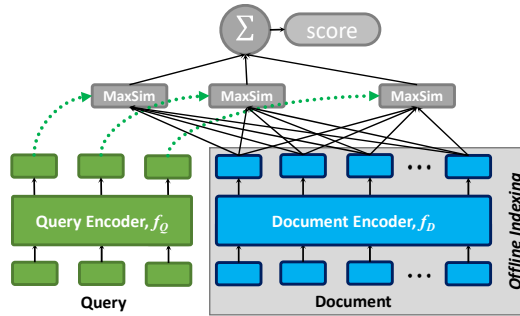 Σ
score
MaxSim
MaxSim
MaxSim
Query Encoder, f_Q
Document Encoder, f_D
Offline Indexing
Query
Document